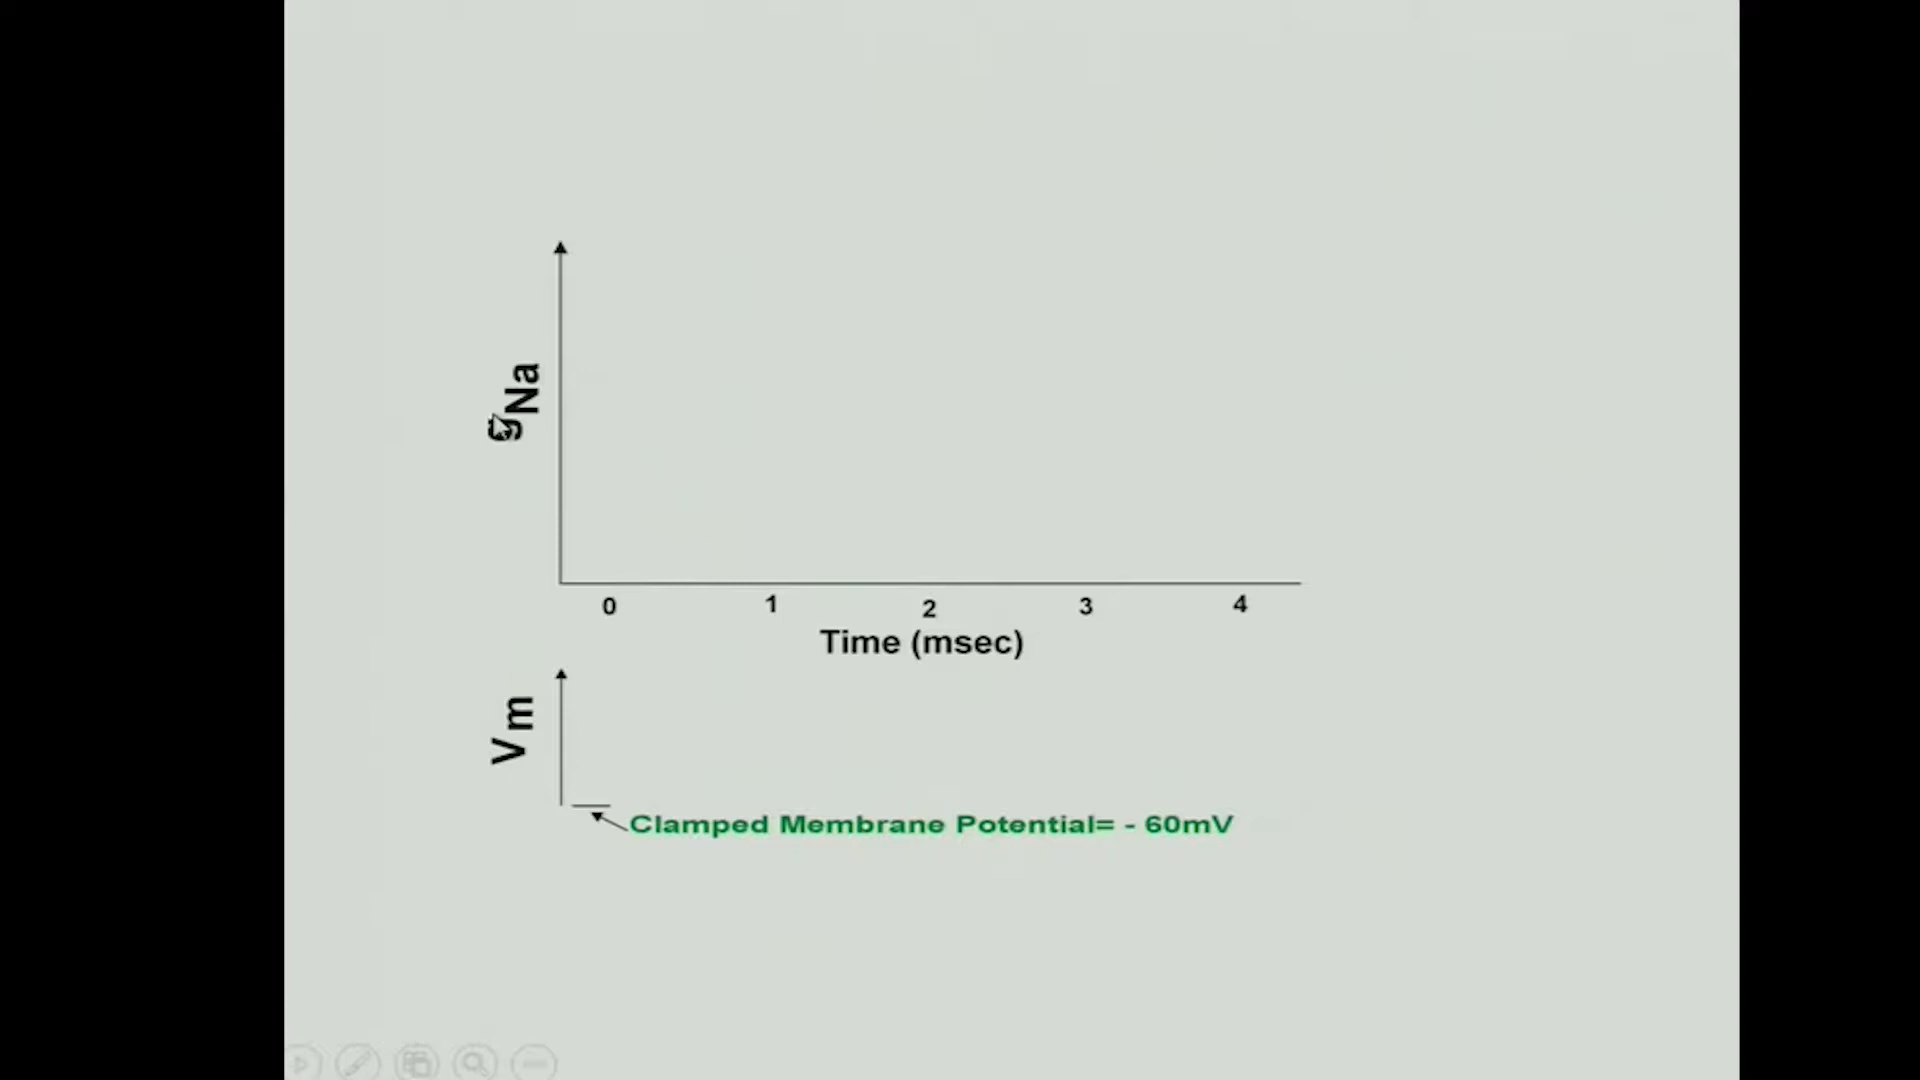 gNa
0 1 2 3 4
Time (msec)
Vm
Clamped Membrane Potential= - 60mV